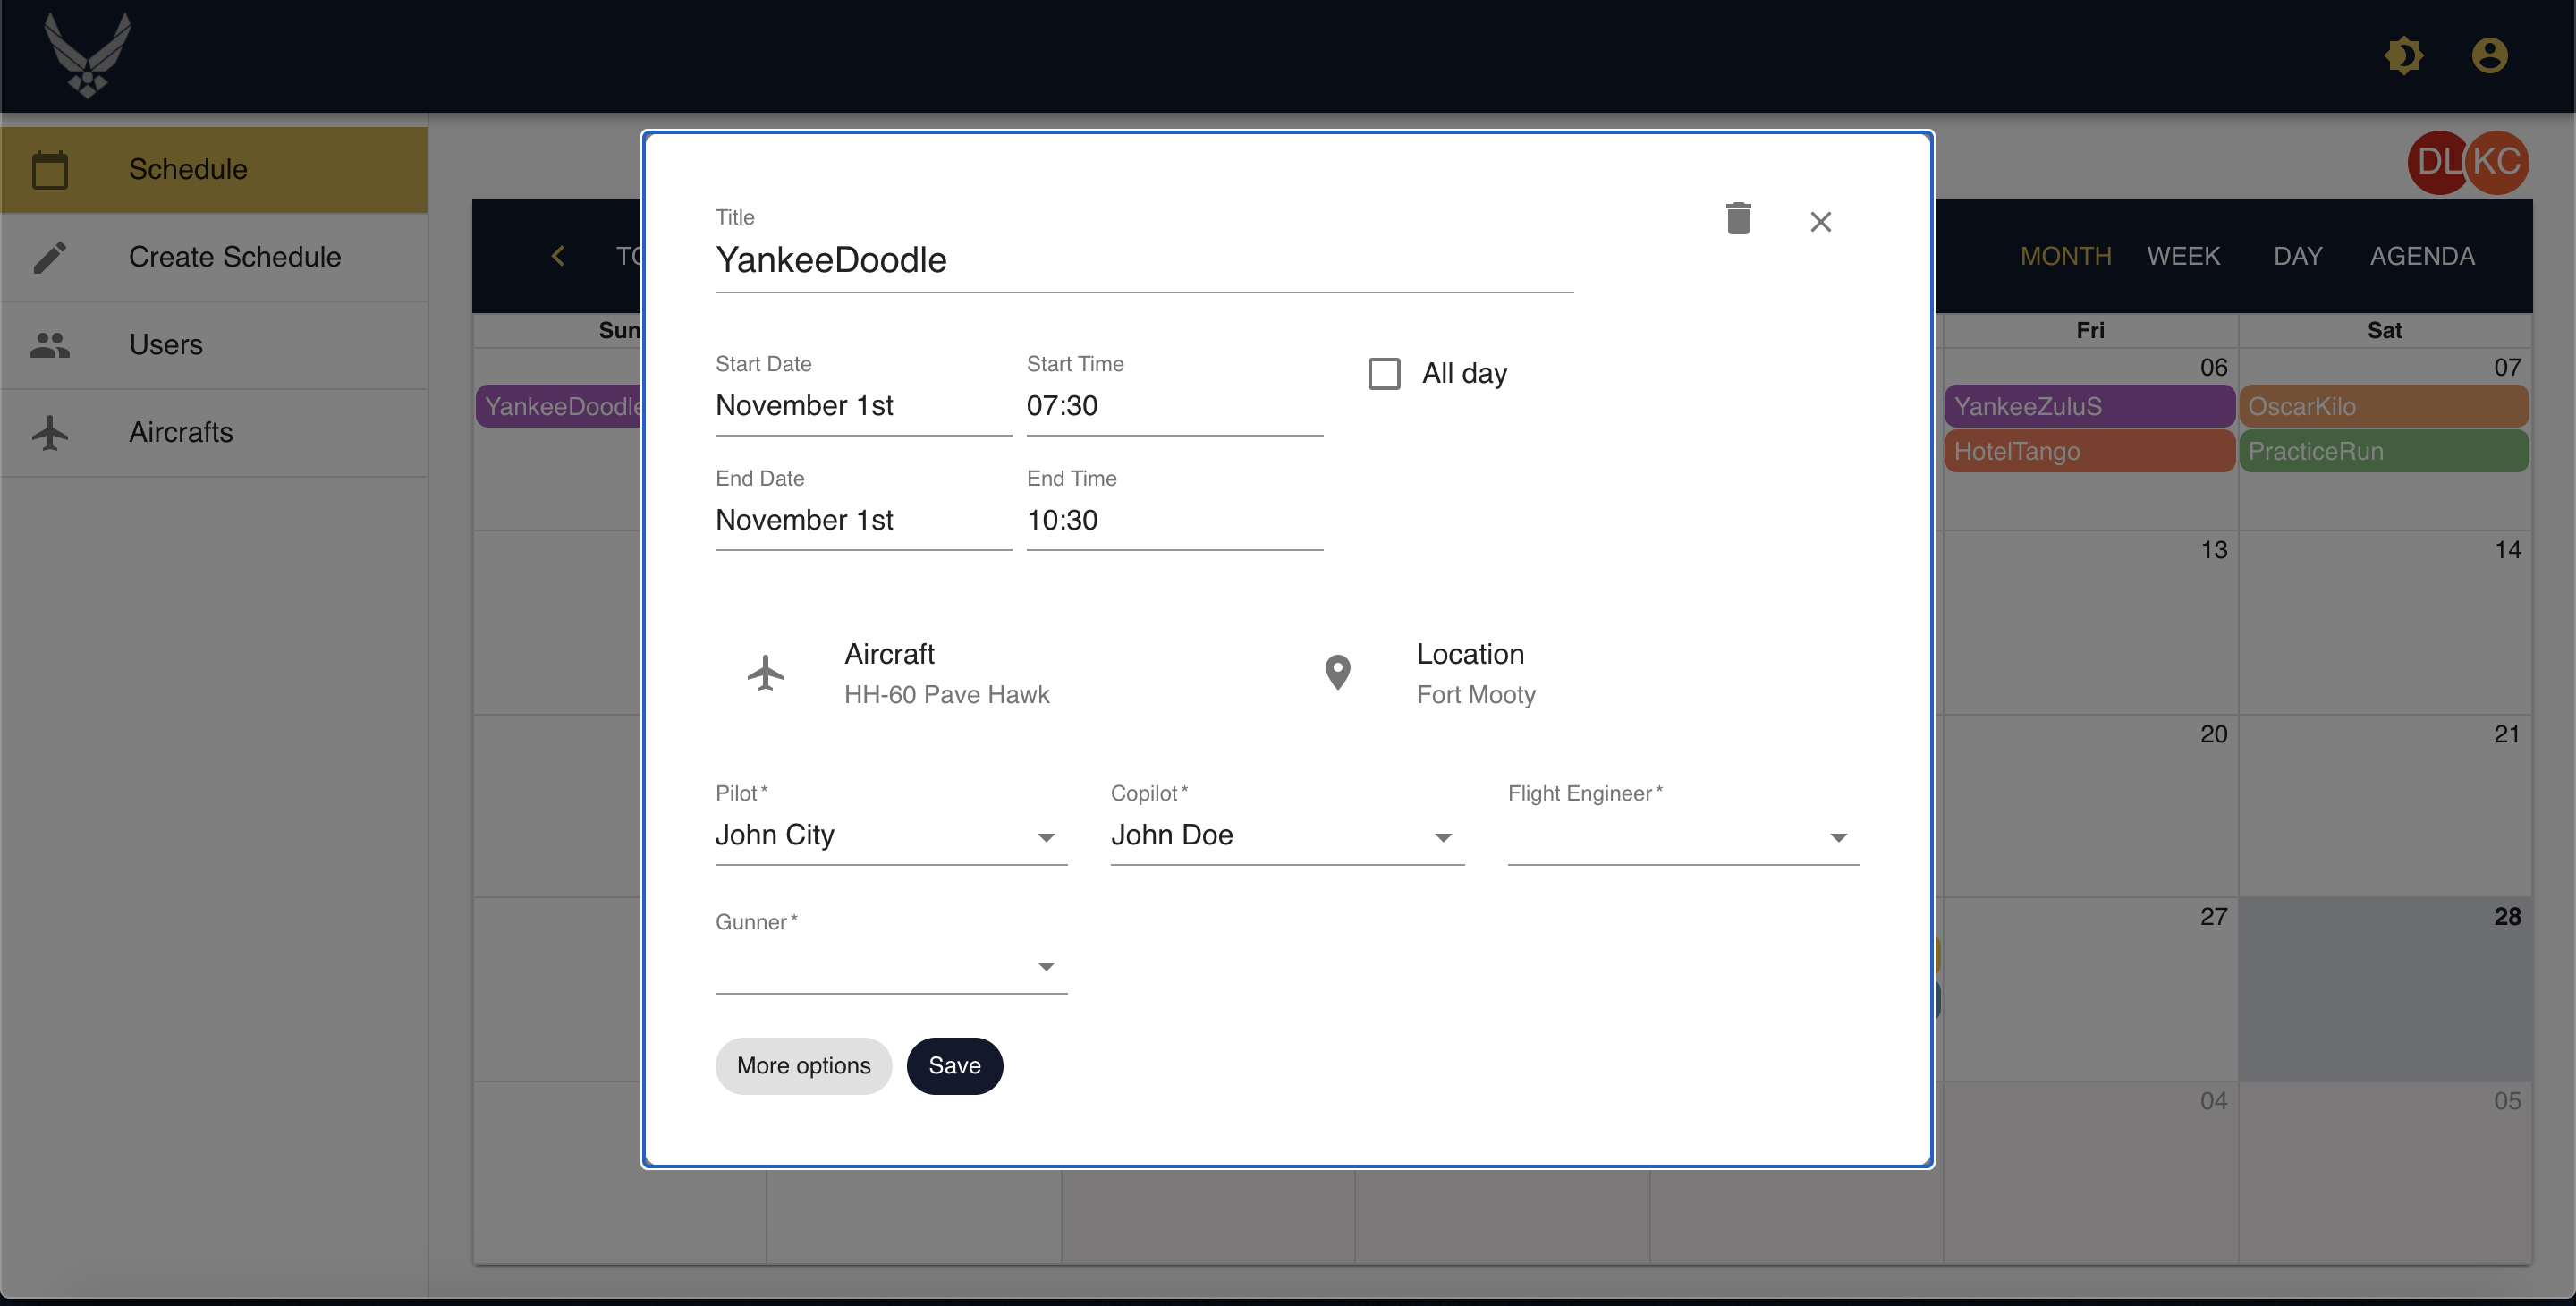 Schedule
Create Schedule
Users
Aircrafts
DL KC
MONTH WEEK DAY AGENDA
Sun Fri Sat
06 07
YankeeDoodle YankeeZuluS OscarKilo
HotelTango PracticeRun
13 14
20 21
27 28
04 05
Title
YankeeDoodle
Start Date Start Time All day
November 1st 07:30
End Date End Time
November 1st 10:30
Aircraft Location
HH-60 Pave Hawk Fort Mooty
Pilot * Copilot * Flight Engineer *
John City John Doe
Gunner *
More options Save